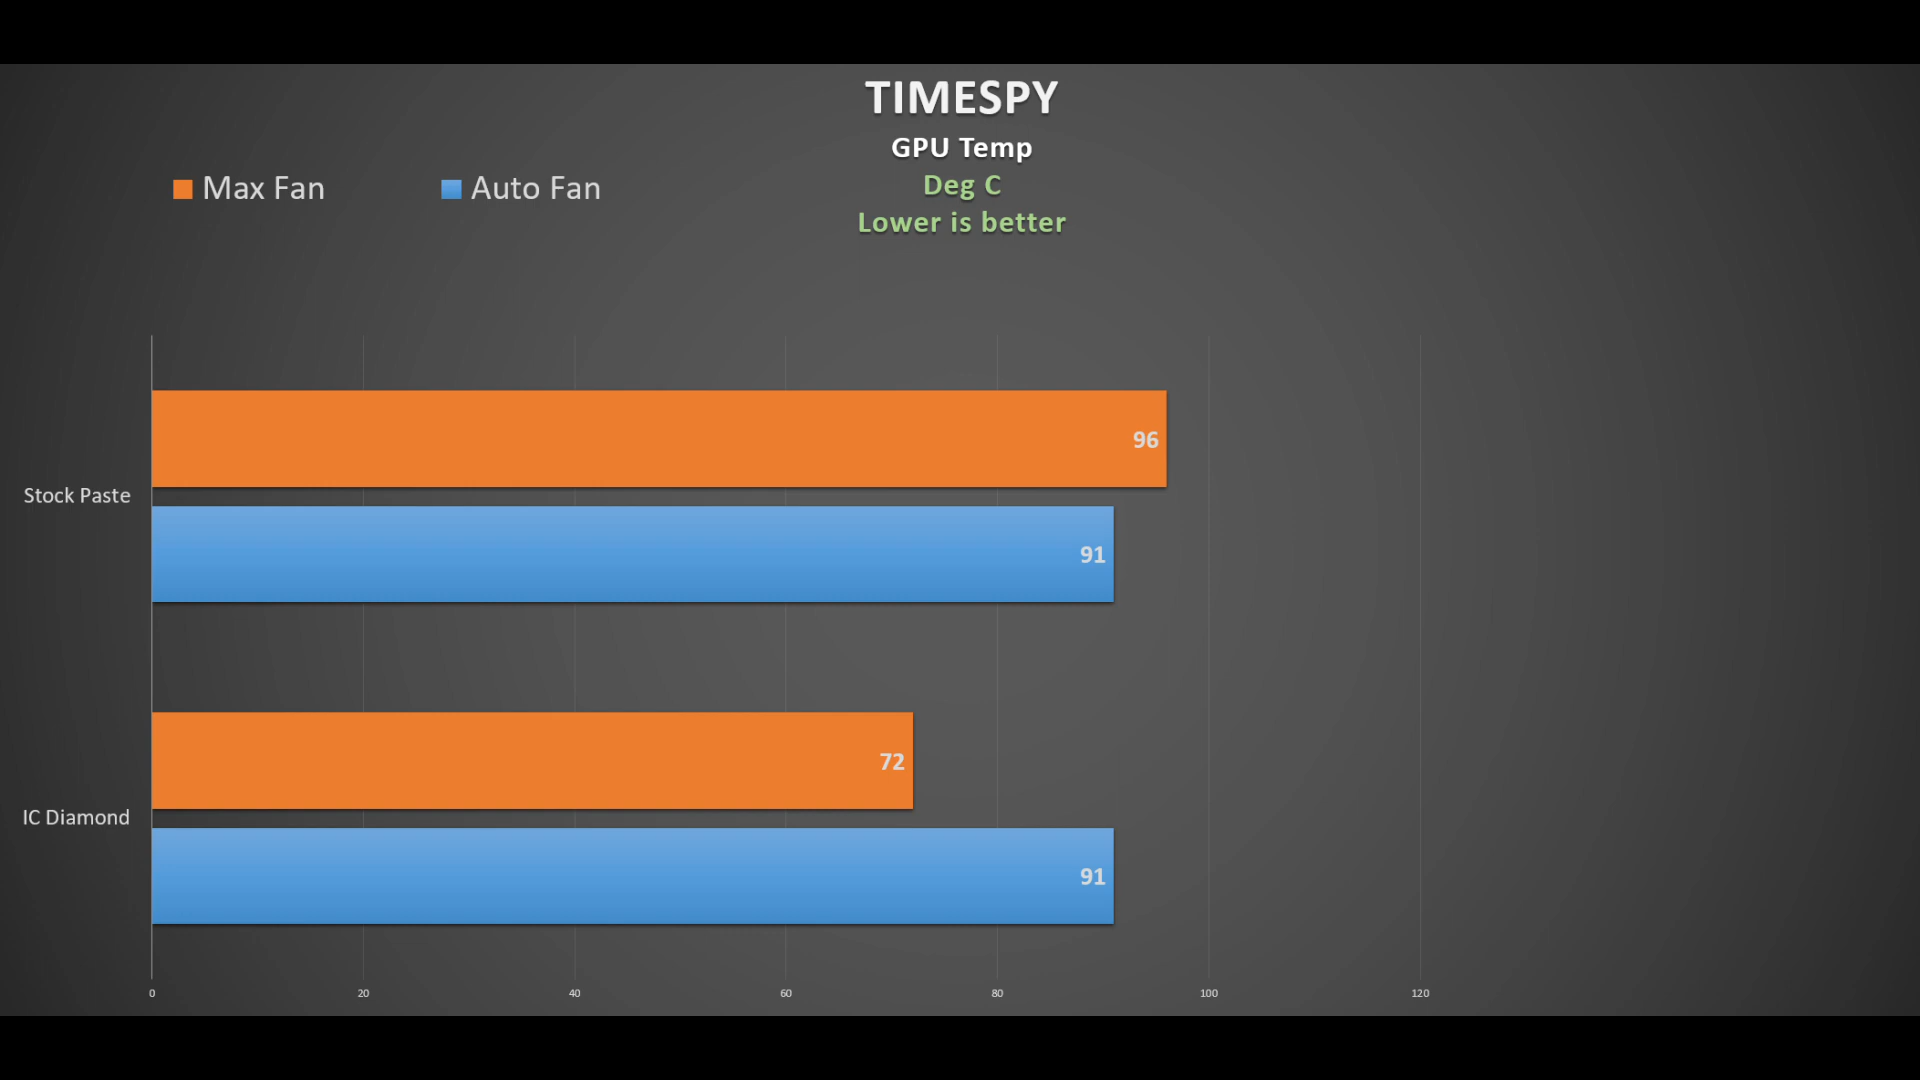 TIMESPY
GPU Temp
Deg C
Lower is better
Max Fan
Auto Fan
Stock Paste
96
91
IC Diamond
72
91
0 20 40 60 80 100 120